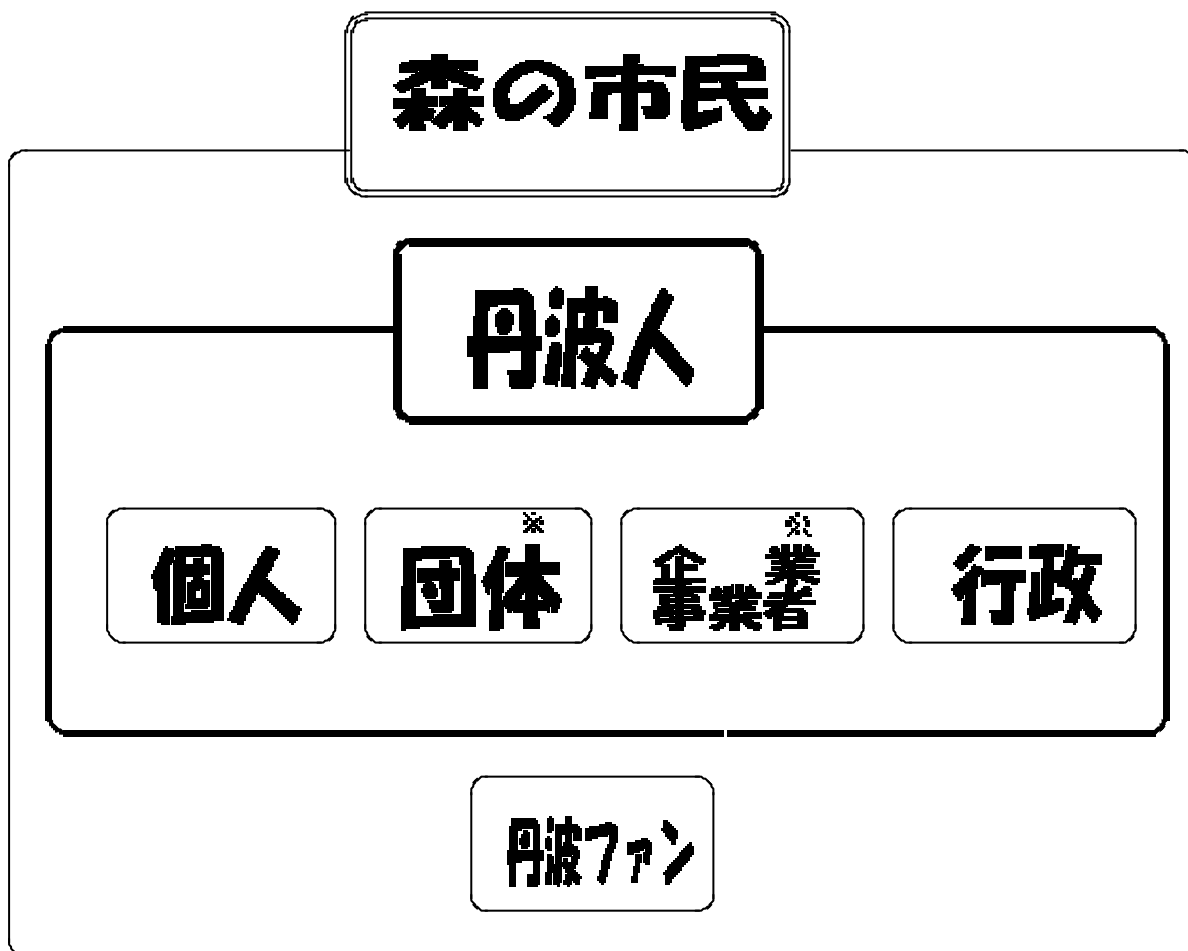 森の市民
丹波人
個人
団体※
企業※
事業者
行政
丹波ファン